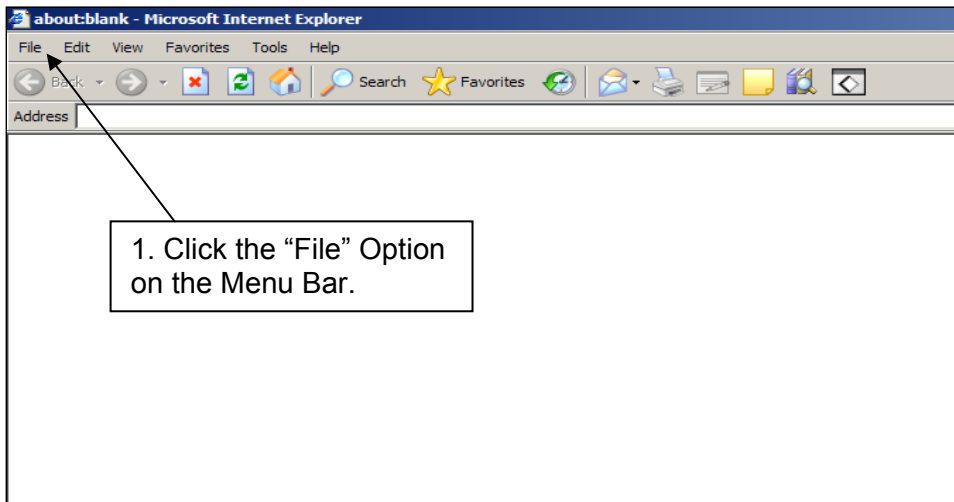 about:blank - Microsoft Internet Explorer
File Edit View Favorites Tools Help
Back Search Favorites
Address
1. Click the “File” Option
on the Menu Bar.